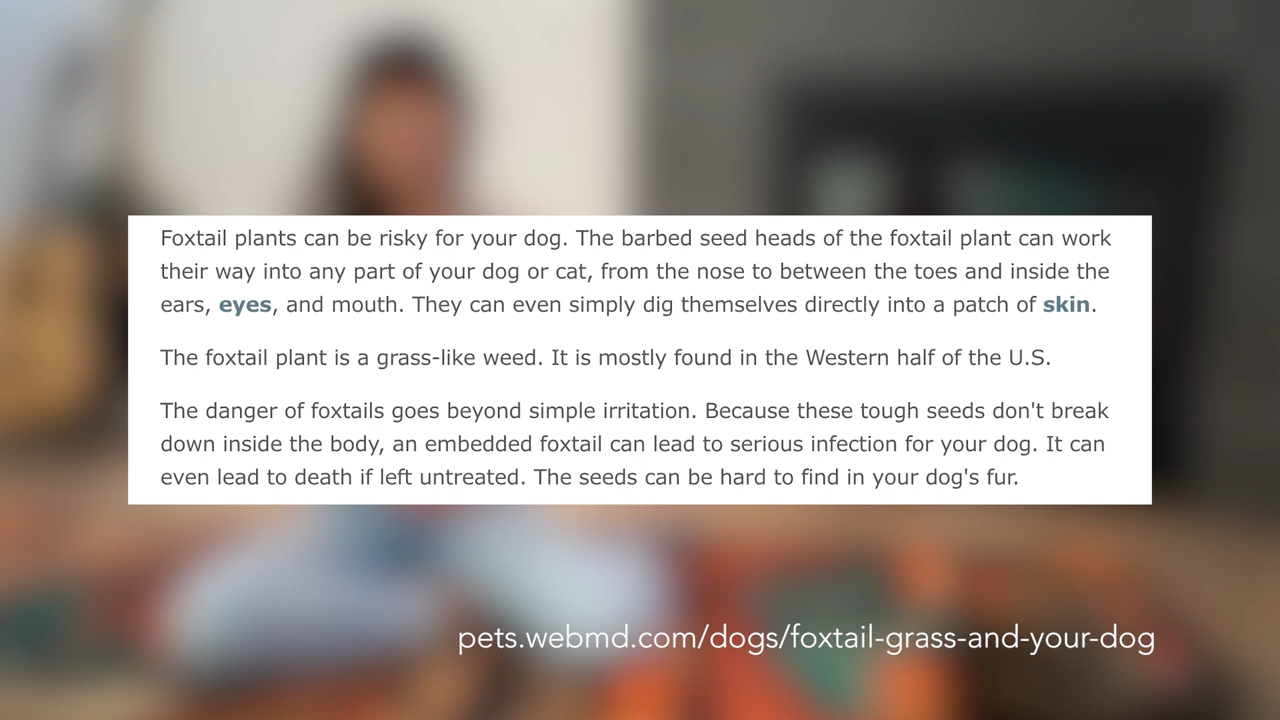 Foxtail plants can be risky for your dog. The barbed seed heads of the foxtail plant can work
their way into any part of your dog or cat, from the nose to between the toes and inside the
ears, eyes, and mouth. They can even simply dig themselves directly into a patch of skin.
The foxtail plant is a grass-like weed. It is mostly found in the Western half of the U.S.
The danger of foxtails goes beyond simple irritation. Because these tough seeds don't break
down inside the body, an embedded foxtail can lead to serious infection for your dog. It can
even lead to death if left untreated. The seeds can be hard to find in your dog's fur.
pets.webmd.com/dogs/foxtail-grass-and-your-dog